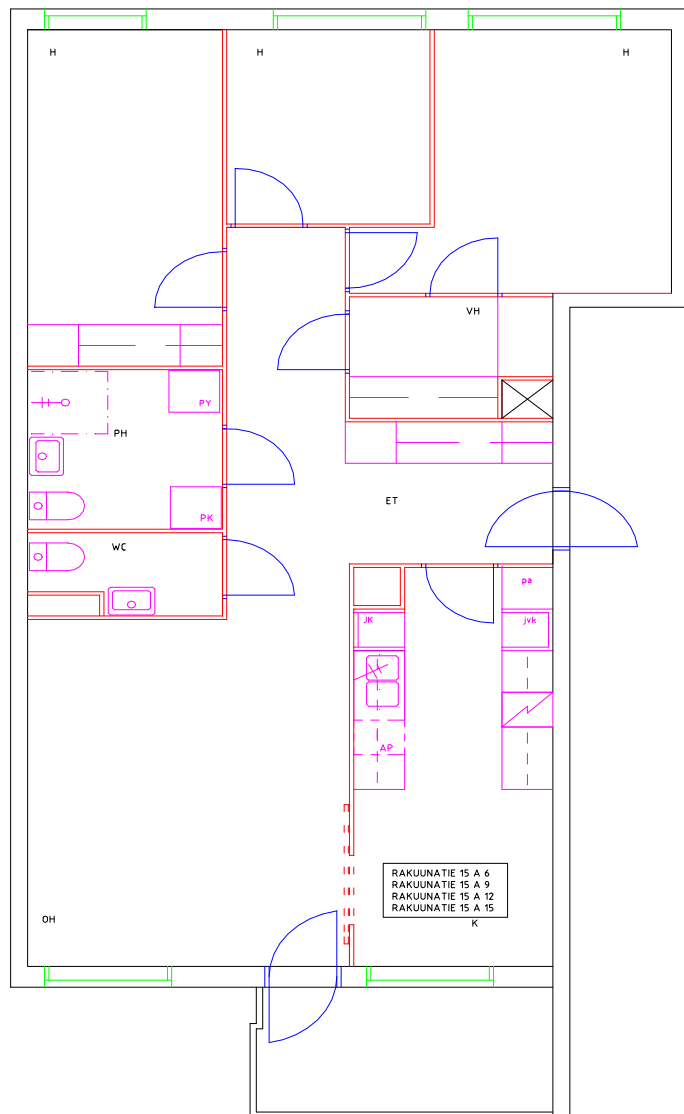 H
H
H
VH
PY
PH
ET
PK
WC
pa
JK
jvk
AP
RAKUUNATIE 15 A 6
RAKUUNATIE 15 A 9
RAKUUNATIE 15 A 12
RAKUUNATIE 15 A 15
OH
K